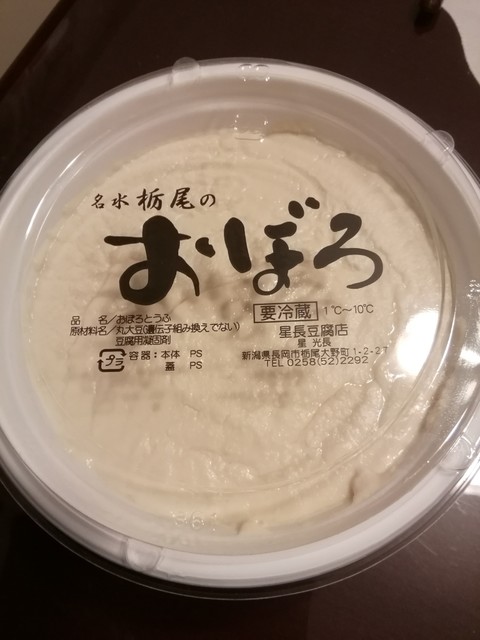 名水 栃尾の
おぼろ
品　名／おぼろとうふ
原材料名／丸大豆(遺伝子組み換えでない)
豆腐用凝固剤
プラ
容器：本体 PS
蓋 PS
要冷蔵 1℃～10℃
星長豆腐店
星 光長
新潟県長岡市栃尾大野町1-2-27
TEL 0258(52)2292